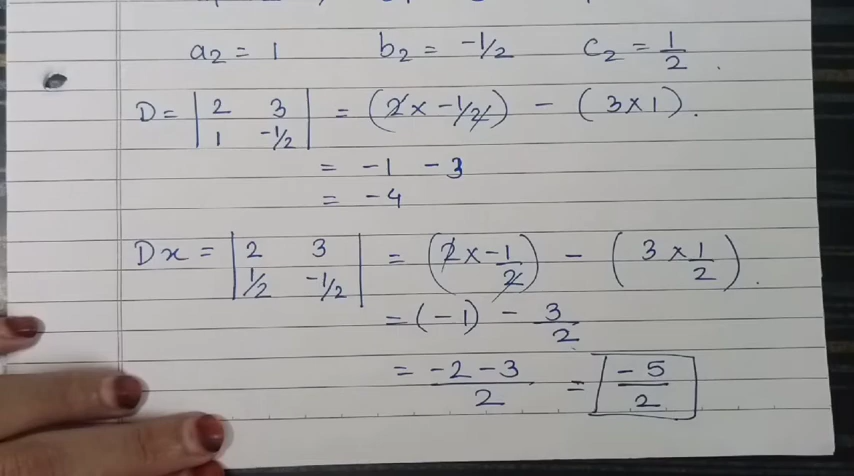 a2 = 1 b2 = -1/2 c2 = 1/2 .
D = | 2 3 | = (2 x -1/2) - (3 x 1).
| 1 -1/2 |
= -1 - 3
= -4
Dx = | 2 3 | = (2 x -1/2) - (3 x 1/2).
| 1/2 -1/2 |
= (-1) - 3/2
= -2-3/2 = -5/2